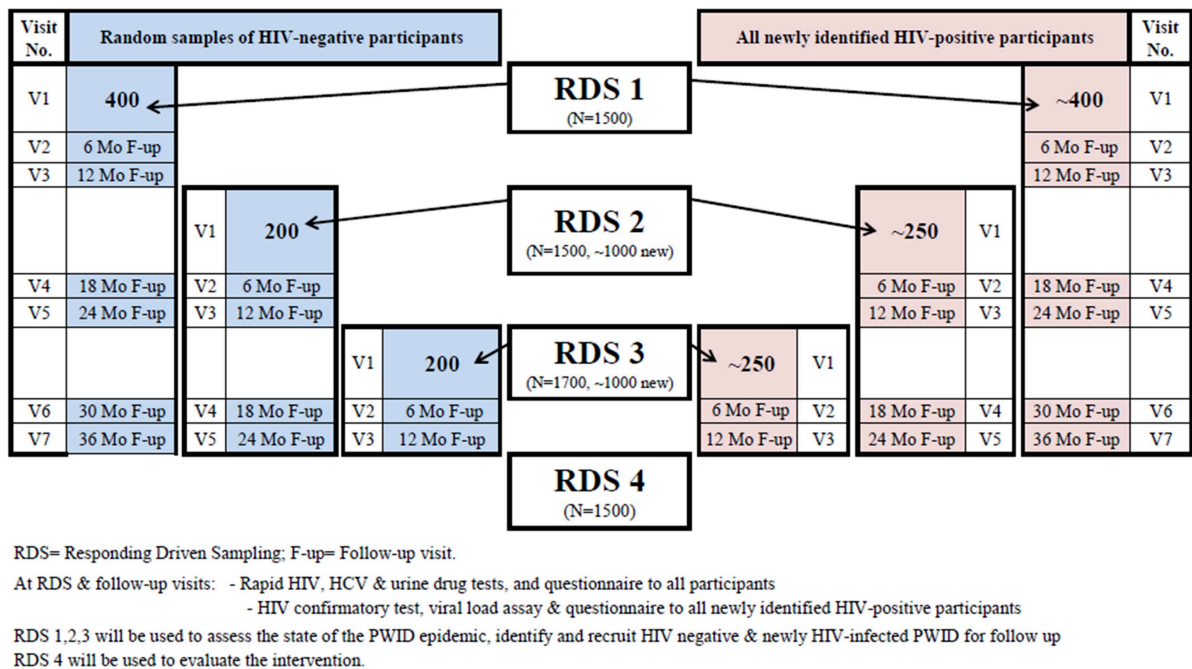 Visit No. Random samples of HIV-negative participants All newly identified HIV-positive participants Visit No.
V1 400 RDS 1 ~400 V1
(N=1500)
V2 6 Mo F-up 6 Mo F-up V2
V3 12 Mo F-up 12 Mo F-up V3
V1 200 RDS 2 ~250 V1
(N=1500, ~1000 new)
V4 18 Mo F-up V2 6 Mo F-up 6 Mo F-up V2 18 Mo F-up V4
V5 24 Mo F-up V3 12 Mo F-up 12 Mo F-up V3 24 Mo F-up V5
V1 200 RDS 3 ~250 V1
(N=1700, ~1000 new)
V6 30 Mo F-up V4 18 Mo F-up V2 6 Mo F-up 6 Mo F-up V2 18 Mo F-up V4 30 Mo F-up V6
V7 36 Mo F-up V5 24 Mo F-up V3 12 Mo F-up 12 Mo F-up V3 24 Mo F-up V5 36 Mo F-up V7
RDS 4
(N=1500)
RDS= Responding Driven Sampling; F-up= Follow-up visit.
At RDS & follow-up visits: - Rapid HIV, HCV & urine drug tests, and questionnaire to all participants
- HIV confirmatory test, viral load assay & questionnaire to all newly identified HIV-positive participants
RDS 1,2,3 will be used to assess the state of the PWID epidemic, identify and recruit HIV negative & newly HIV-infected PWID for follow up
RDS 4 will be used to evaluate the intervention.